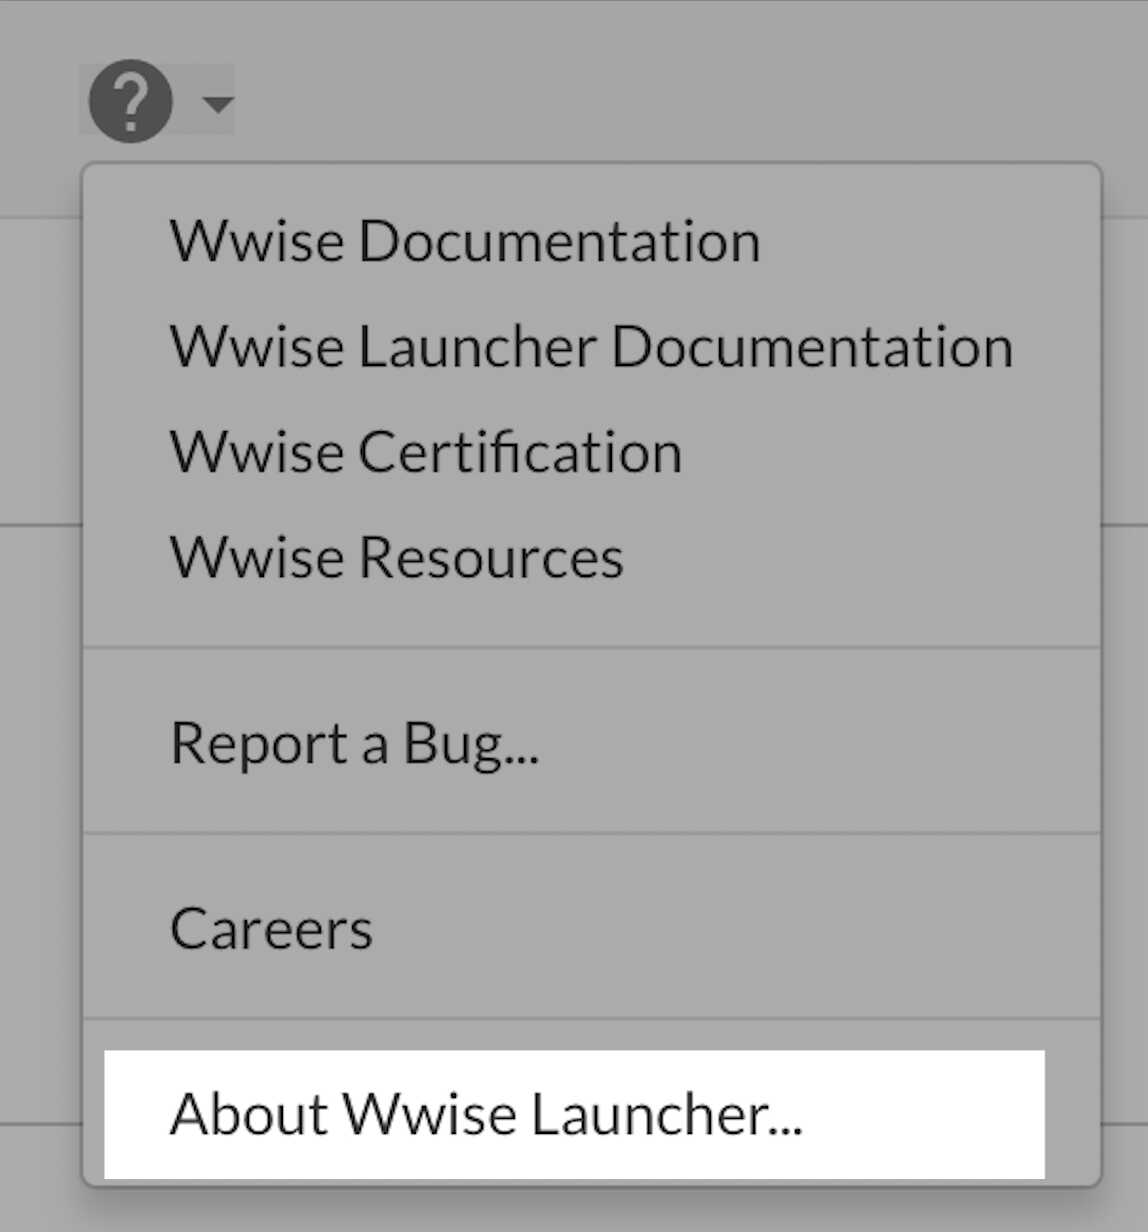 ?
Wwise Documentation
Wwise Launcher Documentation
Wwise Certification
Wwise Resources
Report a Bug...
Careers
About Wwise Launcher...